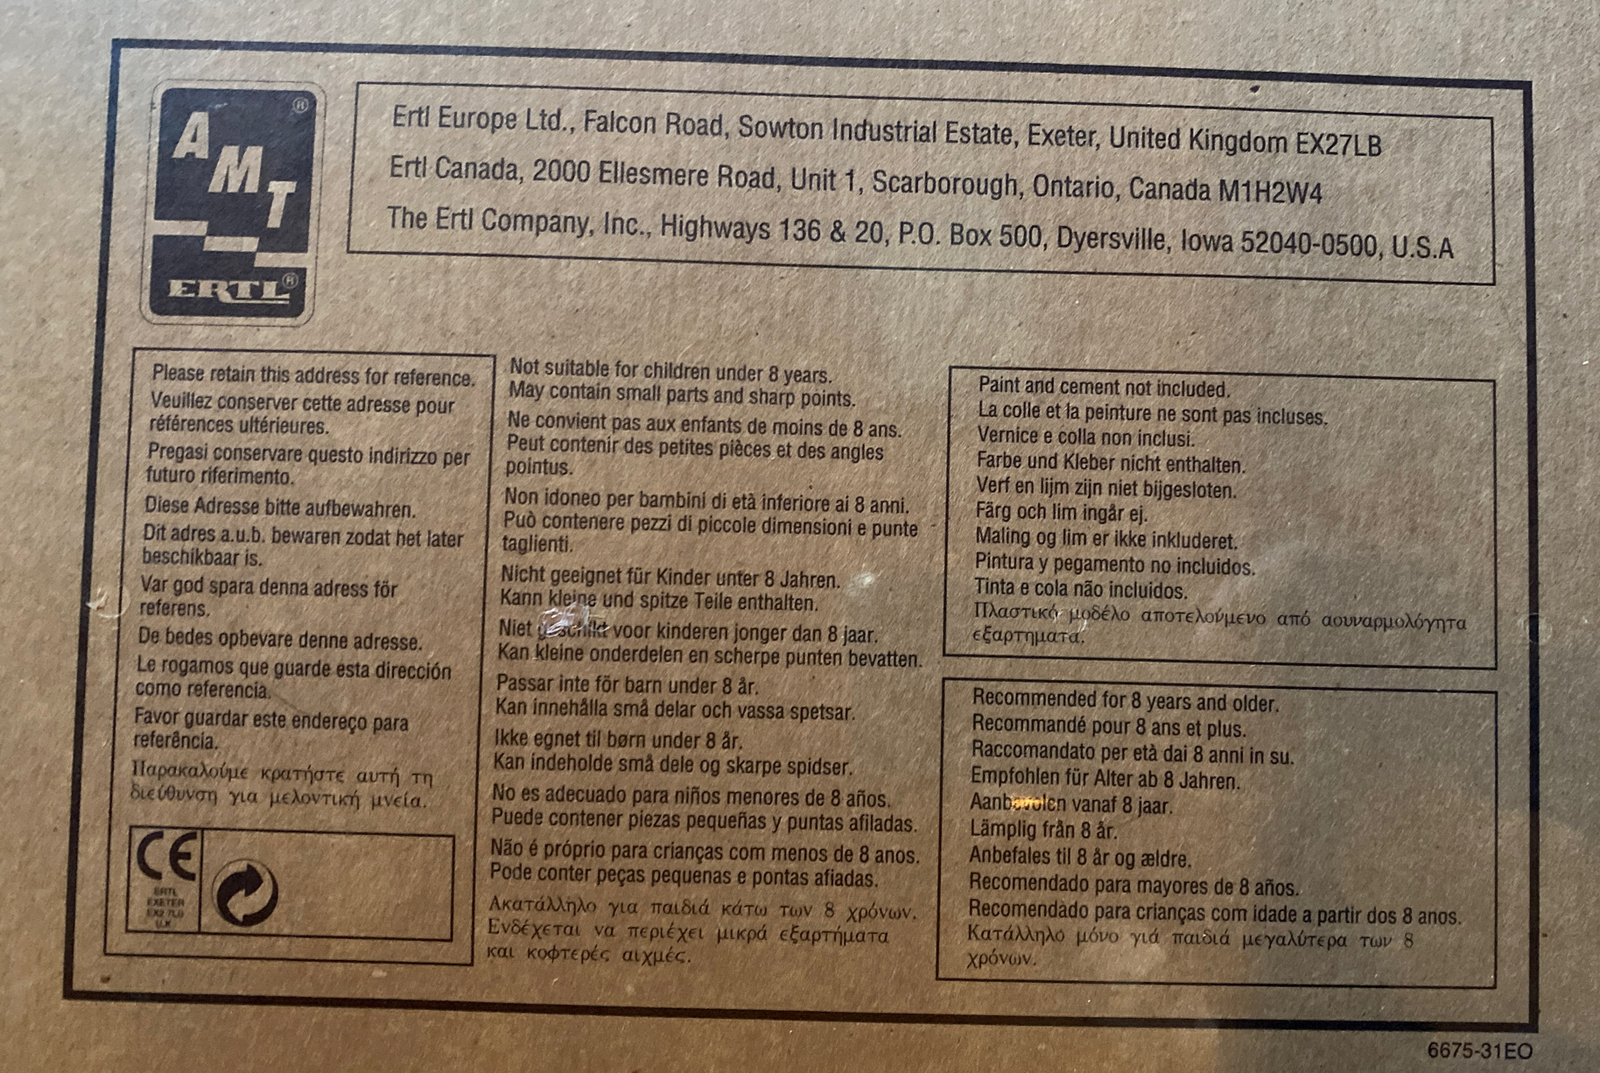 AMT®
ERTL®
Ertl Europe Ltd., Falcon Road, Sowton Industrial Estate, Exeter, United Kingdom EX27LB
Ertl Canada, 2000 Ellesmere Road, Unit 1, Scarborough, Ontario, Canada M1H2W4
The Ertl Company, Inc., Highways 136 & 20, P.O. Box 500, Dyersville, Iowa 52040-0500, U.S.A
Please retain this address for reference.
Veuillez conserver cette adresse pour
références ultérieures.
Pregasi conservare questo indirizzo per
futuro riferimento.
Diese Adresse bitte aufbewahren.
Dit adres a.u.b. bewaren zodat het later
beschikbaar is.
Var god spara denna adress för
referens.
De bedes opbevare denne adresse.
Le rogamos que guarde esta dirección
como referencia.
Favor guardar este endereço para
referência.
Παρακαλούμε κρατήστε αυτή τη
διεύθυνση για μελοντική μνεία.
CE
ERTL
EXETER
EX2 7LB
U.K
Not suitable for children under 8 years.
May contain small parts and sharp points.
Ne convient pas aux enfants de moins de 8 ans.
Peut contenir des petites pièces et des angles
pointus.
Non idoneo per bambini di età inferiore ai 8 anni.
Può contenere pezzi di piccole dimensioni e punte
taglienti.
Nicht geeignet für Kinder unter 8 Jahren.
Kann kleine und spitze Teile enthalten.
Niet geschikt voor kinderen jonger dan 8 jaar.
Kan kleine onderdelen en scherpe punten bevatten.
Passar inte för barn under 8 år.
Kan innehålla små delar och vassa spetsar.
Ikke egnet til børn under 8 år.
Kan indeholde små dele og skarpe spidser.
No es adecuado para niños menores de 8 años.
Puede contener piezas pequeñas y puntas afiladas.
Não é próprio para crianças com menos de 8 anos.
Pode conter peças pequenas e pontas afiadas.
Ακατάλληλο για παιδιά κάτω των 8 χρόνων.
Ενδέχεται να περιέχει μικρά εξαρτήματα
και κοφτερές αιχμές.
Paint and cement not included.
La colle et la peinture ne sont pas incluses.
Vernice e colla non inclusi.
Farbe und Kleber nicht enthalten.
Verf en lijm zijn niet bijgesloten.
Färg och lim ingår ej.
Maling og lim er ikke inkluderet.
Pintura y pegamento no incluidos.
Tinta e cola não incluidos.
Πλαστικό μοδέλο αποτελούμενο από αουναρμολόγητα
εξαρτήματα.
Recommended for 8 years and older.
Recommandé pour 8 ans et plus.
Raccomandato per età dai 8 anni in su.
Empfohlen für Alter ab 8 Jahren.
Aanbevolen vanaf 8 jaar.
Lämplig från 8 år.
Anbefales til 8 år og ældre.
Recomendado para mayores de 8 años.
Recomendado para crianças com idade a partir dos 8 anos.
Κατάλληλό μόνο γιά παιδιά μεγαλύτερα των 8
χρόνων.
6675-31EO